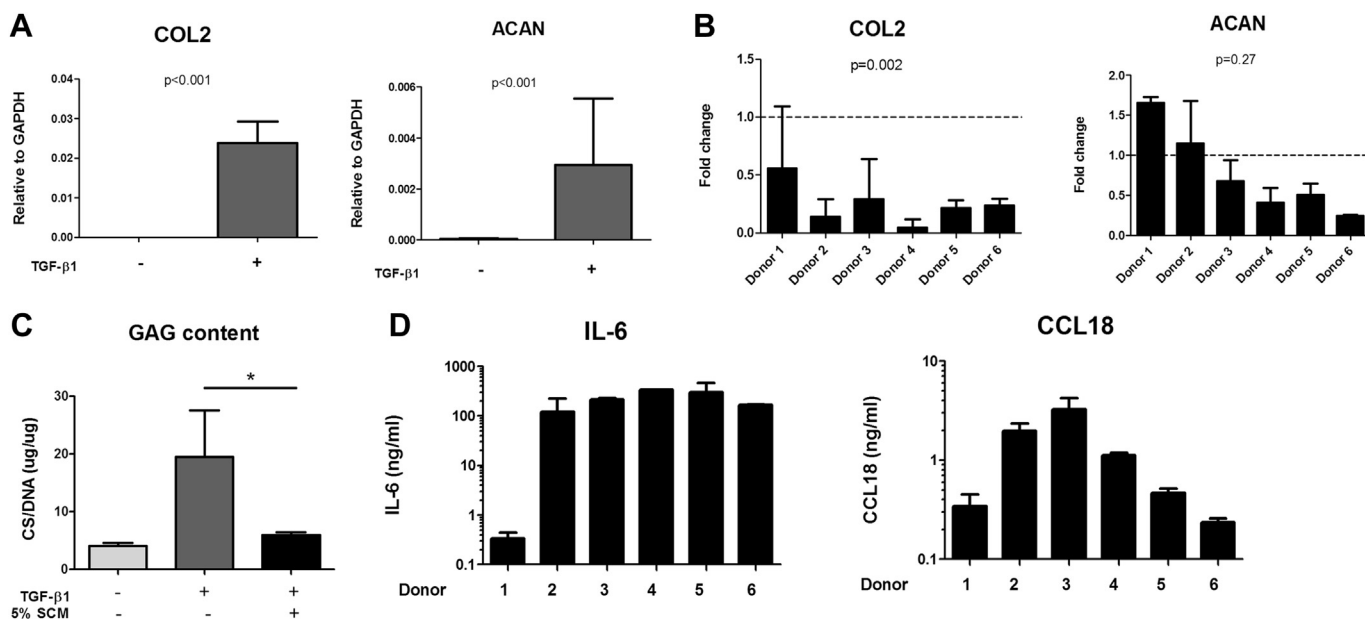 A
COL2
p<0.001
Relative to GAPDH
0.04
0.03
0.02
0.01
0.00
TGF-β1 - +
ACAN
p<0.001
Relative to GAPDH
0.006
0.004
0.002
0.000
TGF-β1 - +
B
COL2
p=0.002
Fold change
1.5
1.0
0.5
0.0
Donor 1 Donor 2 Donor 3 Donor 4 Donor 5 Donor 6
ACAN
p=0.27
Fold change
2.0
1.5
1.0
0.5
0.0
Donor 1 Donor 2 Donor 3 Donor 4 Donor 5 Donor 6
C
GAG content
*
CS/DNA (ug/ug)
30
20
10
0
TGF-β1 - + +
5% SCM - - +
D
IL-6
IL-6 (ng/ml)
1000
100
10
1
0.1
Donor 1 2 3 4 5 6
CCL18
CCL18 (ng/ml)
10
1
0.1
1 2 3 4 5 6